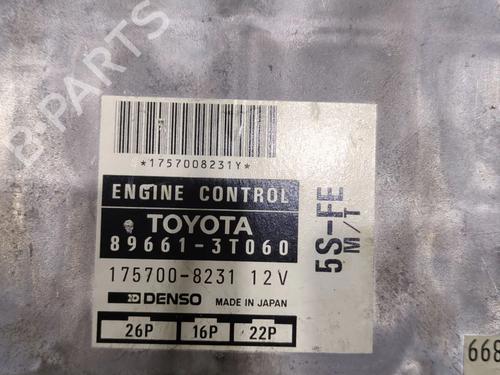 B-PARTS
*1757008231Y*
ENGINE CONTROL
TOYOTA
89661-3T060
175700-8231 12V
DENSO MADE IN JAPAN
26P 16P 22P
5S-FE
M/T
668